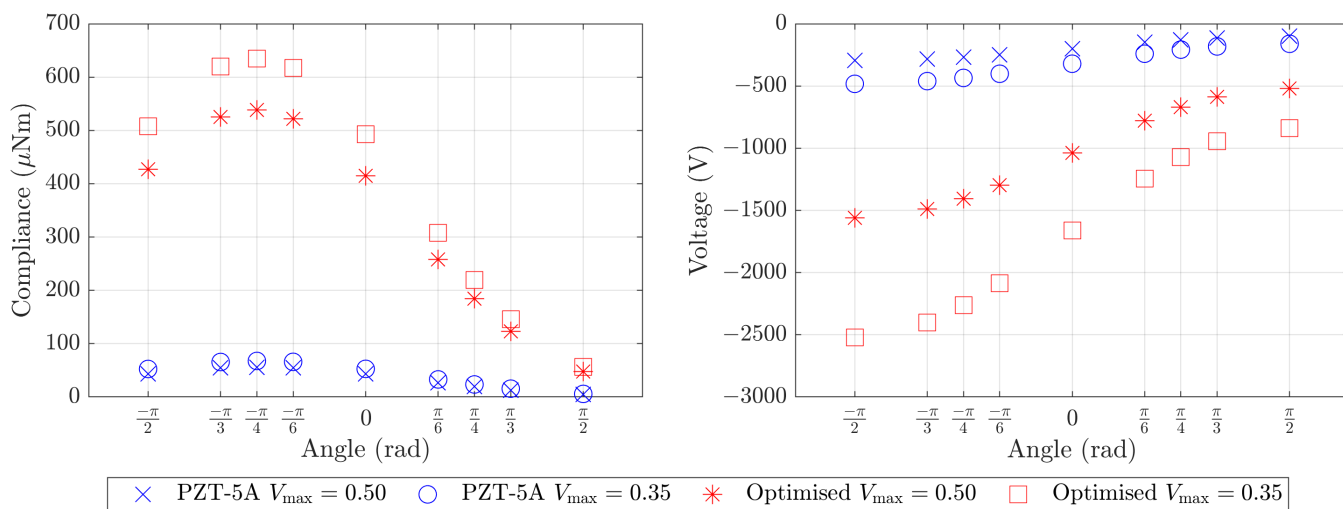 700
600
500
400
300
200
100
0
Compliance (μNm)
−π/2 −π/3 −π/4 −π/6 0 π/6 π/4 π/3 π/2
Angle (rad)
0
−500
−1000
−1500
−2000
−2500
−3000
Voltage (V)
−π/2 −π/3 −π/4 −π/6 0 π/6 π/4 π/3 π/2
Angle (rad)
PZT-5A Vmax = 0.50 PZT-5A Vmax = 0.35 Optimised Vmax = 0.50 Optimised Vmax = 0.35